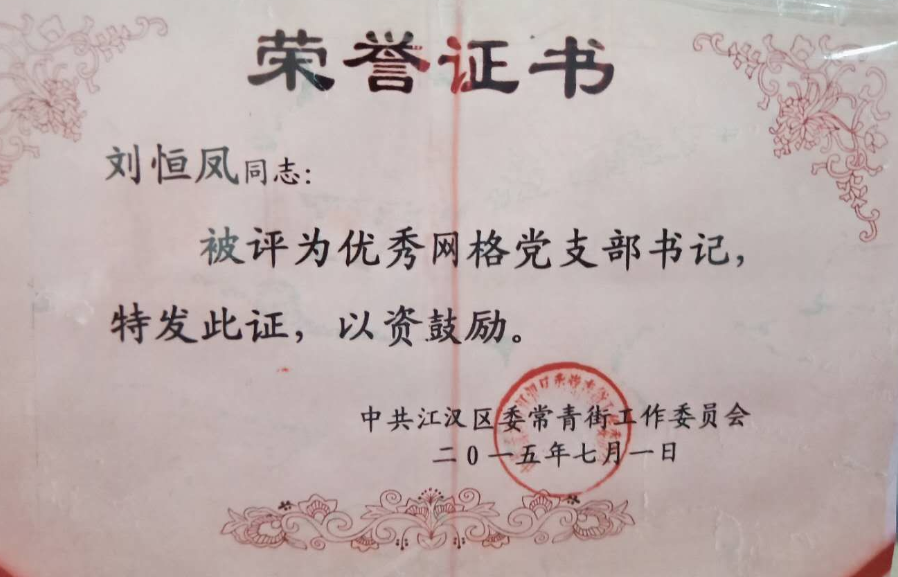 荣誉证书
刘恒凤同志:
被评为优秀网格党支部书记,
特发此证，以资鼓励。
中共江汉区委常青街工作委员会
二0一五年七月一日